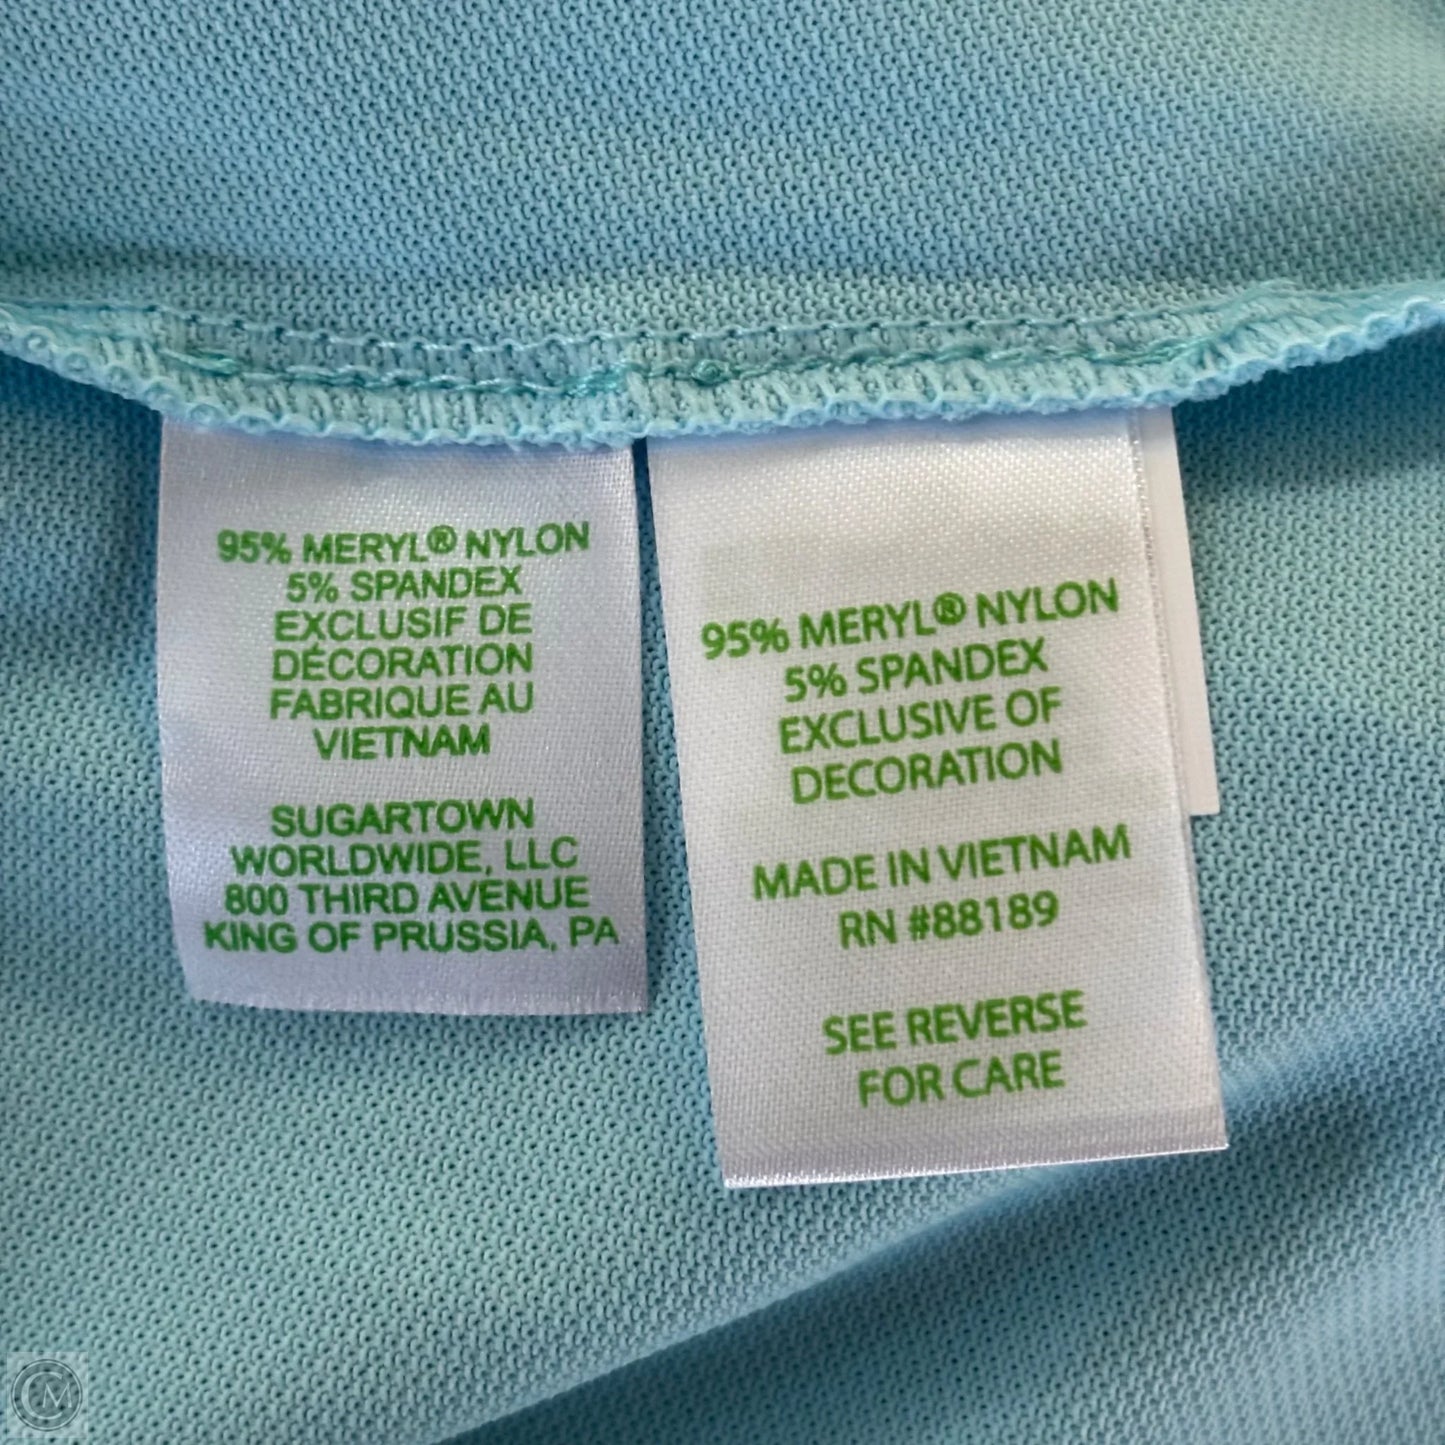 95% MERYL® NYLON
5% SPANDEX
EXCLUSIF DE
DÉCORATION
FABRIQUE AU
VIETNAM
SUGARTOWN
WORLDWIDE, LLC
800 THIRD AVENUE
KING OF PRUSSIA, PA
95% MERYL® NYLON
5% SPANDEX
EXCLUSIVE OF
DECORATION
MADE IN VIETNAM
RN #88189
SEE REVERSE
FOR CARE
CM